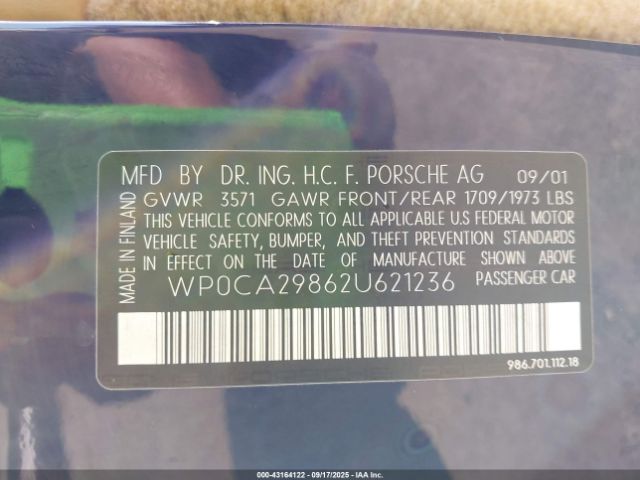 MFD BY DR. ING. H.C. F. PORSCHE AG 09/01
GVWR 3571 GAWR FRONT/REAR 1709/1973 LBS
THIS VEHICLE CONFORMS TO ALL APPLICABLE U.S FEDERAL MOTOR
VEHICLE SAFETY, BUMPER, AND THEFT PREVENTION STANDARDS
IN EFFECT ON THE DATE OF MANUFACTURE SHOWN ABOVE
WP0CA29862U621236 PASSENGER CAR
MADE IN FINLAND
986.701.112.18
000-43164122 - 09/17/2025 - IAA Inc.